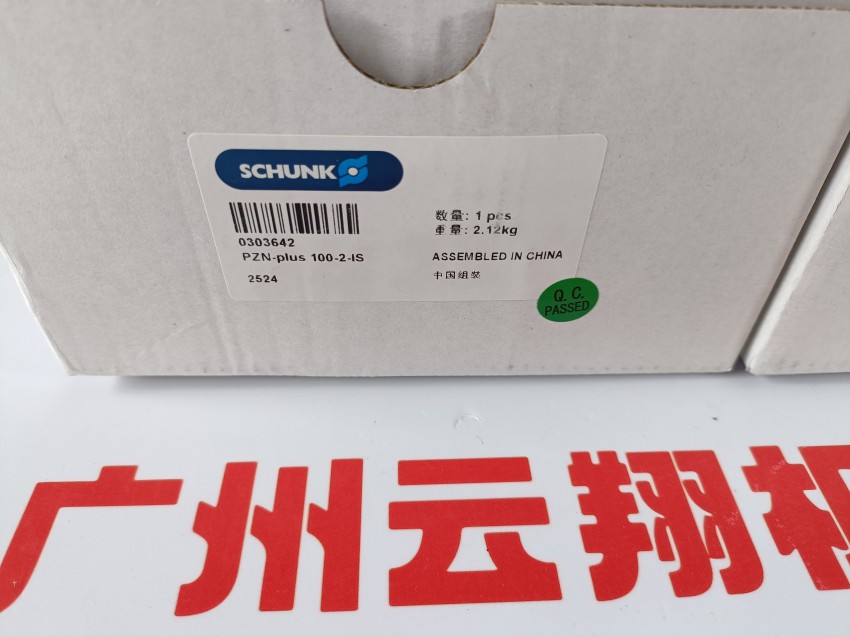 SCHUNK
0303642
PZN-plus 100-2-IS
2524
数量: 1 pcs
重量: 2.12kg
ASSEMBLED IN CHINA
中国组装
Q.C.
PASSED
广州云翔机